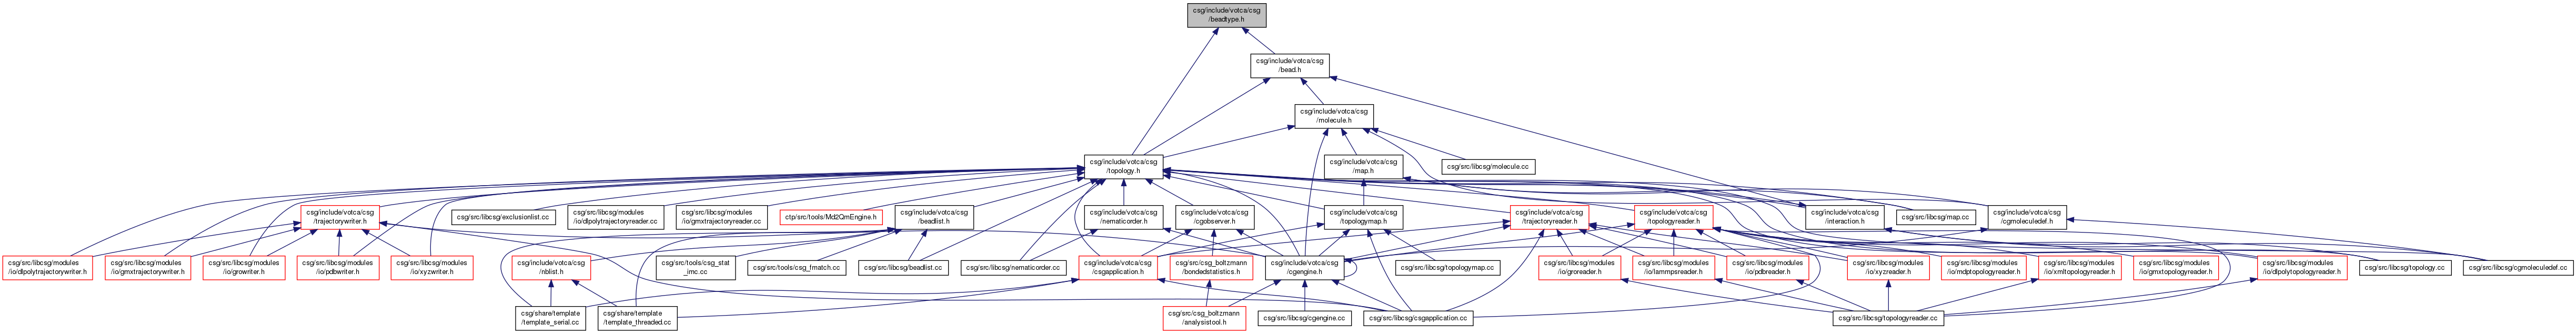 csg/include/votca/csg
/beadtype.h
csg/include/votca/csg
/bead.h
csg/include/votca/csg
/molecule.h
csg/include/votca/csg
/topology.h
csg/include/votca/csg
/map.h
csg/src/libcsg/molecule.cc
csg/include/votca/csg
/trajectorywriter.h
csg/src/libcsg/exclusionlist.cc
csg/src/libcsg/modules
/io/dlpolytrajectoryreader.cc
csg/src/libcsg/modules
/io/gmxtrajectoryreader.cc
ctp/src/tools/Md2QmEngine.h
csg/include/votca/csg
/beadlist.h
csg/include/votca/csg
/nematicorder.h
csg/include/votca/csg
/cgobserver.h
csg/include/votca/csg
/topologymap.h
csg/include/votca/csg
/trajectoryreader.h
csg/include/votca/csg
/topologyreader.h
csg/include/votca/csg
/interaction.h
csg/src/libcsg/map.cc
csg/include/votca/csg
/cgmoleculedef.h
csg/src/libcsg/modules
/io/dlpolytrajectorywriter.h
csg/src/libcsg/modules
/io/gmxtrajectorywriter.h
csg/src/libcsg/modules
/io/growriter.h
csg/src/libcsg/modules
/io/pdbwriter.h
csg/src/libcsg/modules
/io/xyzwriter.h
csg/include/votca/csg
/nblist.h
csg/src/tools/csg_stat
_imc.cc
csg/src/tools/csg_fmatch.cc
csg/src/libcsg/beadlist.cc
csg/src/libcsg/nematicorder.cc
csg/include/votca/csg
/csgapplication.h
csg/src/csg_boltzmann
/bondedstatistics.h
csg/include/votca/csg
/cgengine.h
csg/src/libcsg/topologymap.cc
csg/src/libcsg/modules
/io/groreader.h
csg/src/libcsg/modules
/io/lammpsreader.h
csg/src/libcsg/modules
/io/pdbreader.h
csg/src/libcsg/modules
/io/xyzreader.h
csg/src/libcsg/modules
/io/mdptopologyreader.h
csg/src/libcsg/modules
/io/xmltopologyreader.h
csg/src/libcsg/modules
/io/gmxtopologyreader.h
csg/src/libcsg/modules
/io/dlpolytopologyreader.h
csg/src/libcsg/topology.cc
csg/src/libcsg/cgmoleculedef.cc
csg/share/template
/template_serial.cc
csg/share/template
/template_threaded.cc
csg/src/csg_boltzmann
/analysistool.h
csg/src/libcsg/cgengine.cc
csg/src/libcsg/csgapplication.cc
csg/src/libcsg/topologyreader.cc